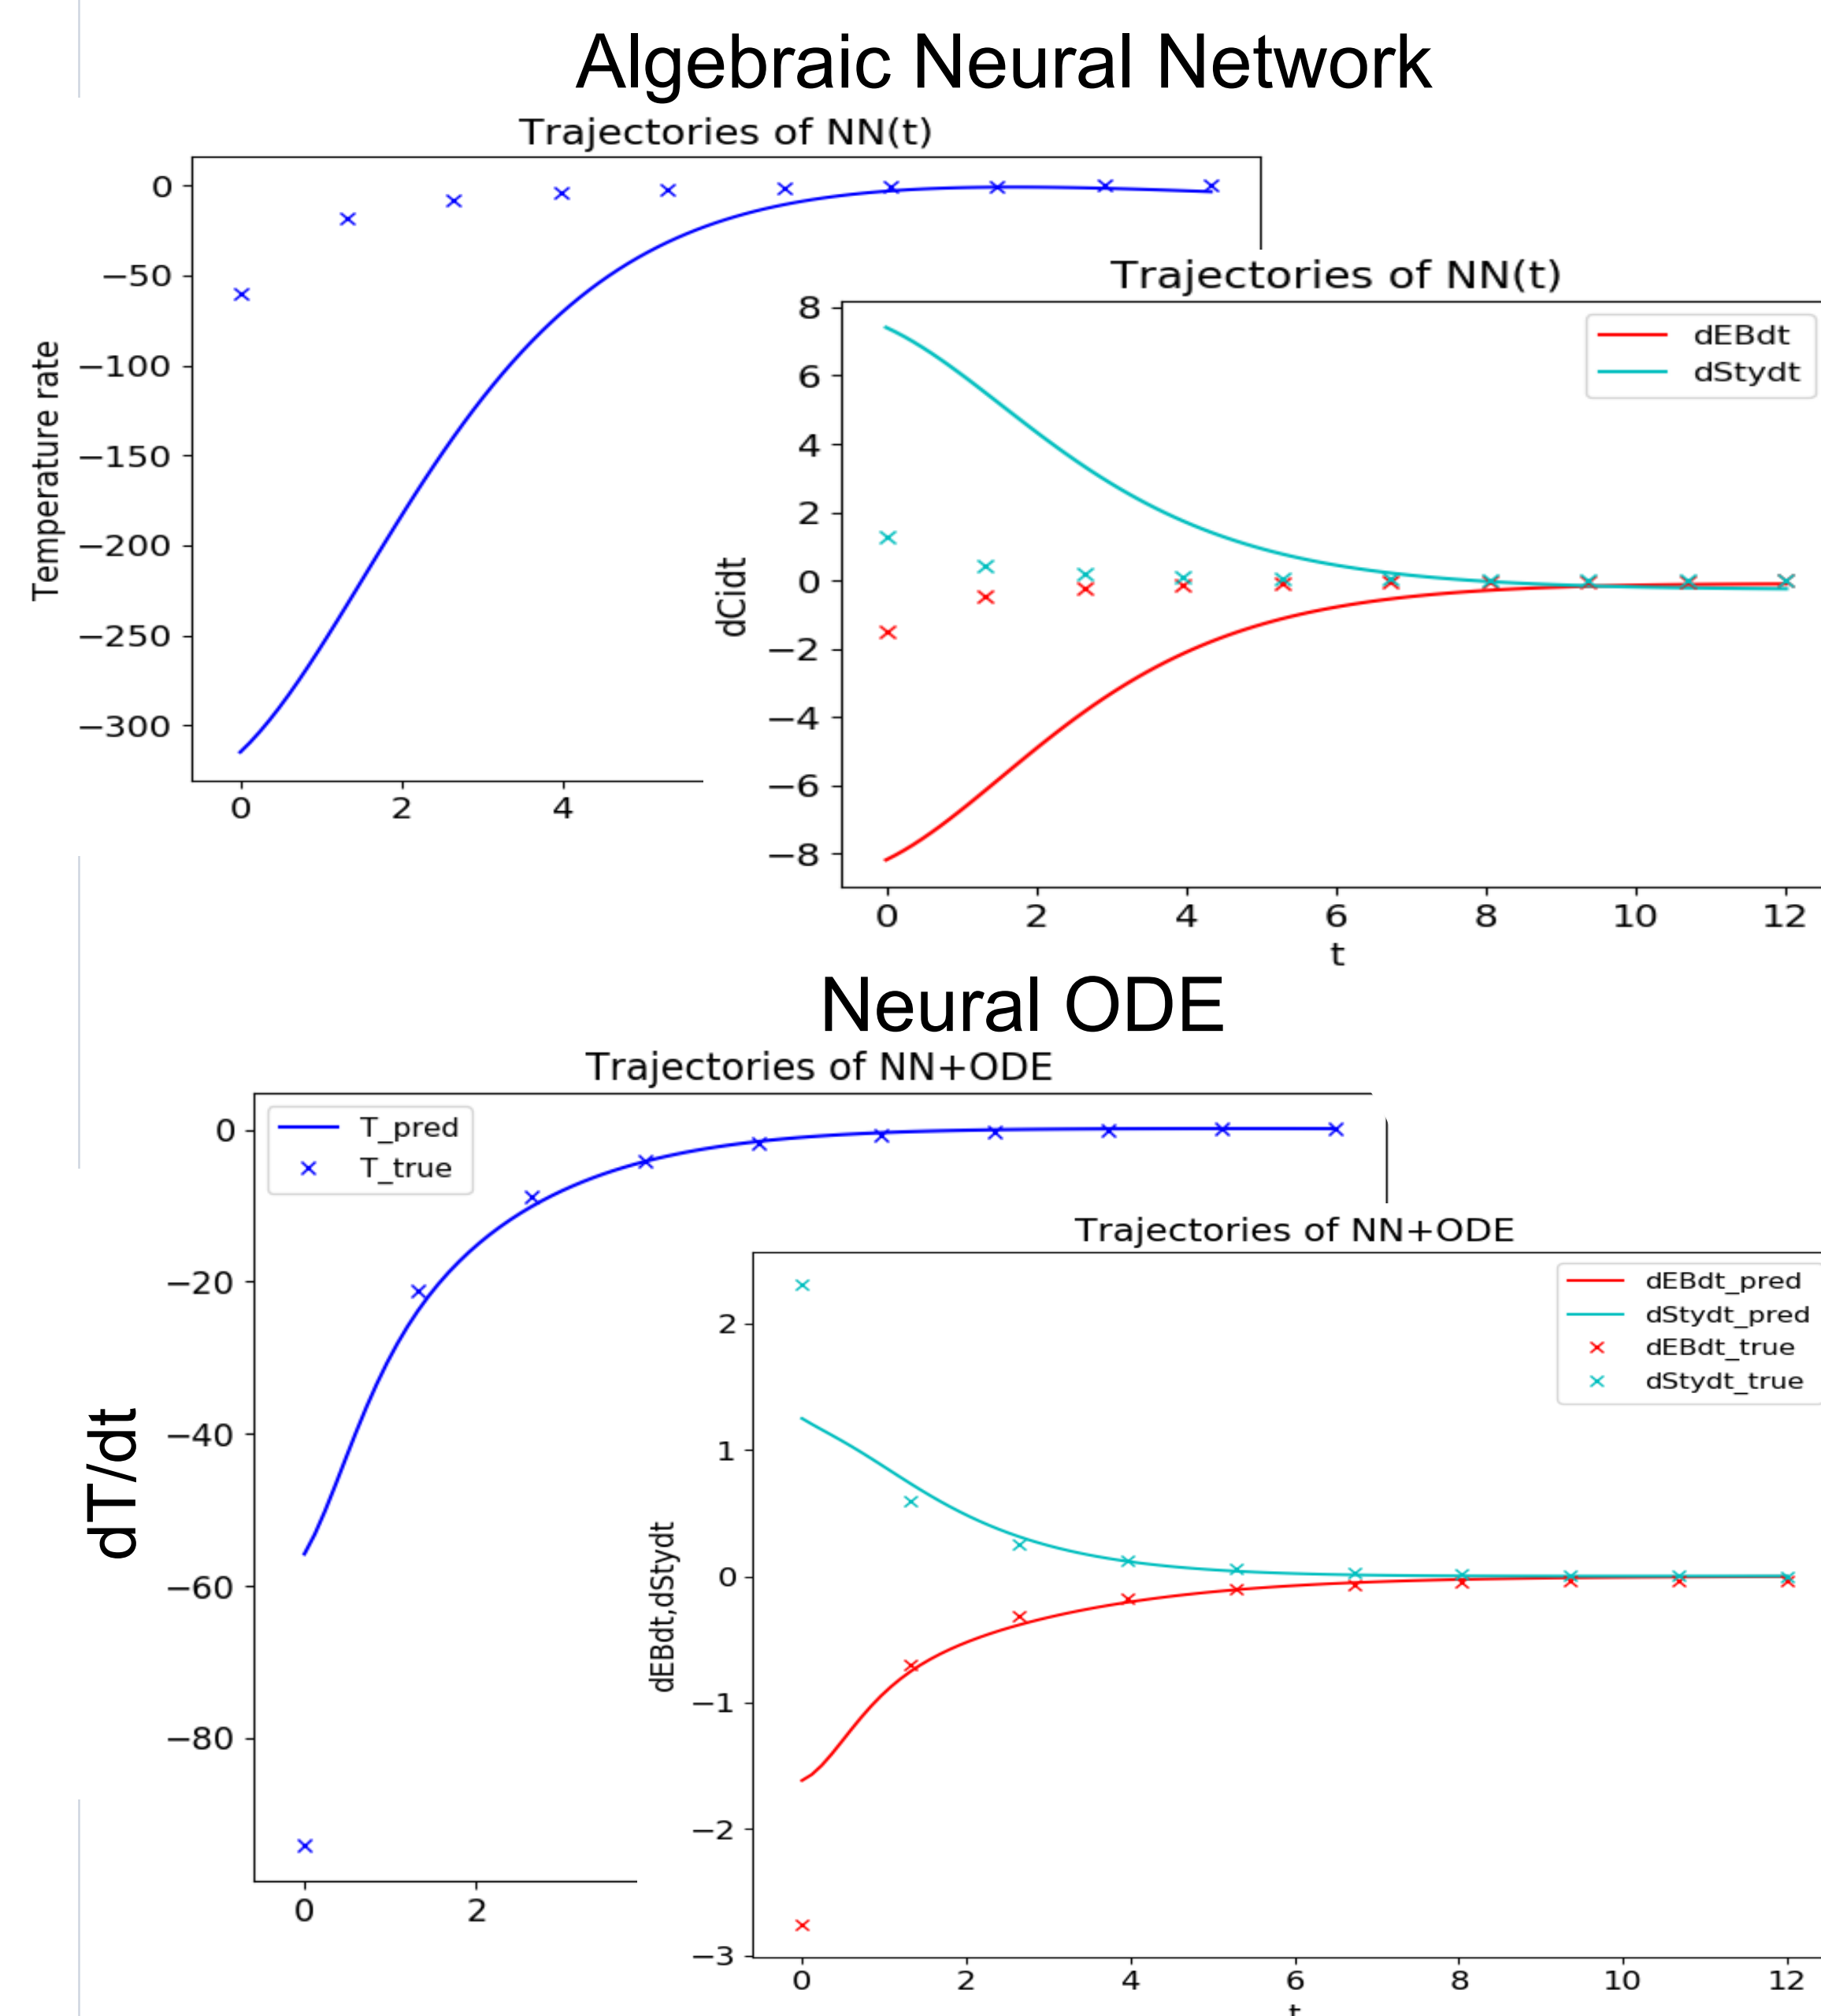 Algebraic Neural Network
Trajectories of NN(t)
0
−50
−100
−150
−200
−250
−300
Temperature rate
0 2 4
Trajectories of NN(t)
8
6
4
2
0
−2
−4
−6
−8
dCidt
dEBdt
dStydt
0 2 4 6 8 10 12
t
Neural ODE
Trajectories of NN+ODE
T_pred
T_true
0
−20
−40
−60
−80
dT/dt
0 2
Trajectories of NN+ODE
dEBdt_pred
dStydt_pred
dEBdt_true
dStydt_true
2
1
0
−1
−2
−3
dEBdt,dStydt
0 2 4 6 8 10 12
t